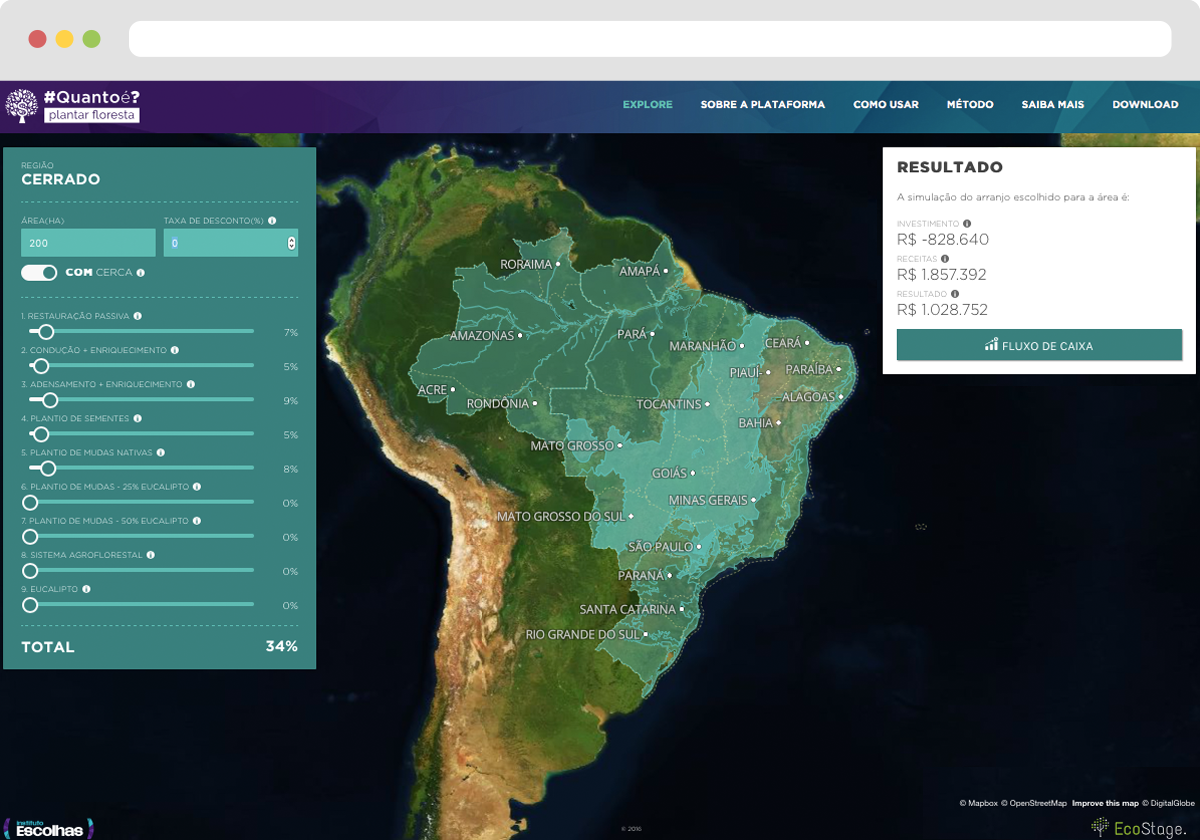 #Quantoé?
plantar floresta
EXPLORE SOBRE A PLATAFORMA COMO USAR MÉTODO SAIBA MAIS DOWNLOAD
REGIÃO
CERRADO
ÁREA(HA) TAXA DE DESCONTO(%)
200 0
COM CERCA
1. RESTAURAÇÃO PASSIVA
7%
2. CONDUÇÃO + ENRIQUECIMENTO
5%
3. ADENSAMENTO + ENRIQUECIMENTO
9%
4. PLANTIO DE SEMENTES
5%
5. PLANTIO DE MUDAS NATIVAS
8%
6. PLANTIO DE MUDAS - 25% EUCALIPTO
0%
7. PLANTIO DE MUDAS - 50% EUCALIPTO
0%
8. SISTEMA AGROFLORESTAL
0%
9. EUCALIPTO
0%
TOTAL 34%
RORAIMA
AMAPÁ
AMAZONAS
PARÁ
MARANHÃO
CEARÁ
PIAUÍ
PARAÍBA
ACRE
RONDÔNIA
TOCANTINS
ALAGOAS
BAHIA
MATO GROSSO
GOIÁS
MINAS GERAIS
MATO GROSSO DO SUL
SÃO PAULO
PARANÁ
SANTA CATARINA
RIO GRANDE DO SUL
RESULTADO
A simulação do arranjo escolhido para a área é:
INVESTIMENTO
R$ -828.640
RECEITAS
R$ 1.857.392
RESULTADO
R$ 1.028.752
FLUXO DE CAIXA
© Mapbox © OpenStreetMap Improve this map © DigitalGlobe
instituto
Escolhas
© 2016
EcoStage.